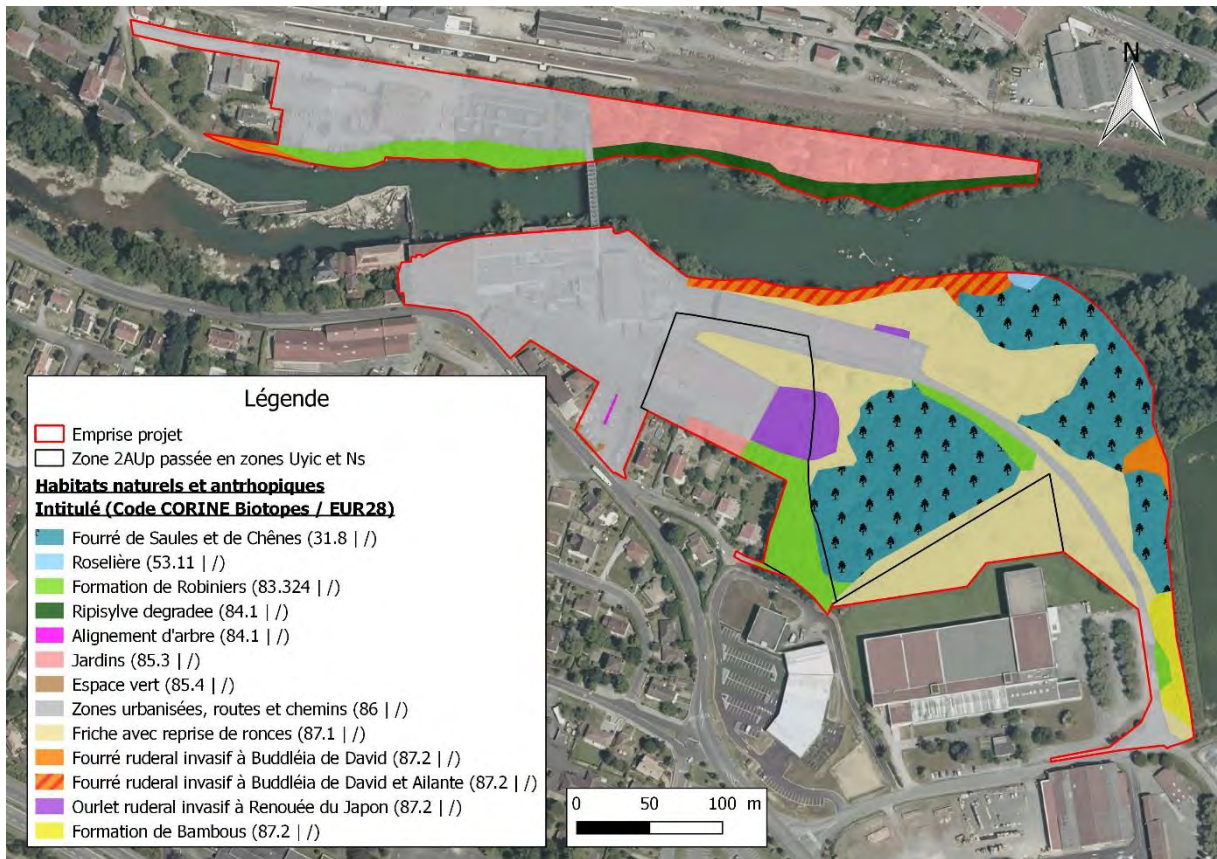 N
Légende
Emprise projet
Zone 2AUp passée en zones Uyic et Ns
Habitats naturels et antrhopiques
Intitulé (Code CORINE Biotopes / EUR28)
Fourré de Saules et de Chênes (31.8 | /)
Roselière (53.11 | /)
Formation de Robiniers (83.324 | /)
Ripisylve degradee (84.1 | /)
Alignement d'arbre (84.1 | /)
Jardins (85.3 | /)
Espace vert (85.4 | /)
Zones urbanisées, routes et chemins (86 | /)
Friche avec reprise de ronces (87.1 | /)
Fourré ruderal invasif à Buddléia de David (87.2 | /)
Fourré ruderal invasif à Buddléia de David et Ailante (87.2 | /)
Ourlet ruderal invasif à Renouée du Japon (87.2 | /)
Formation de Bambous (87.2 | /)
0 50 100 m